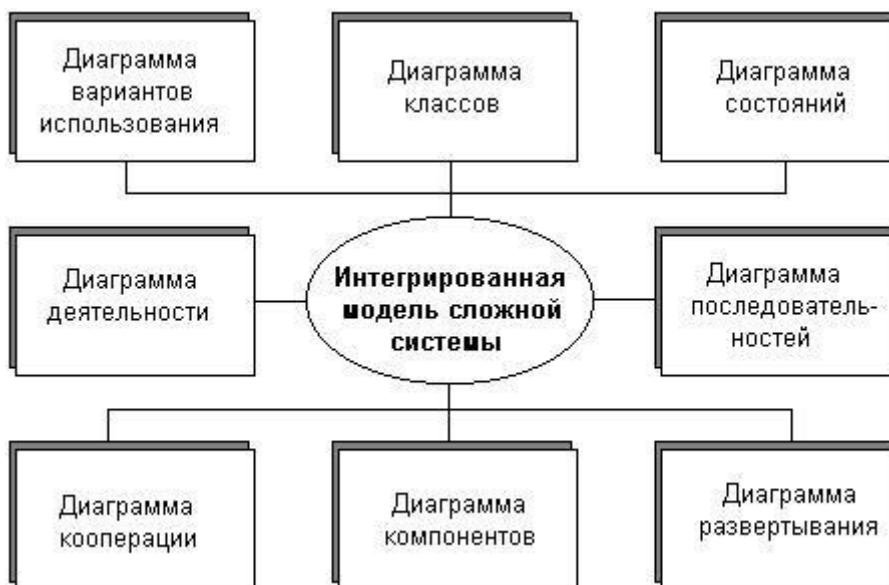 Диаграмма
вариантов
использования
Диаграмма
классов
Диаграмма
состояний
Диаграмма
деятельности
Интегрированная
модель сложной
системы
Диаграмма
последователь-
ностей
Диаграмма
кооперации
Диаграмма
компонентов
Диаграмма
развертывания